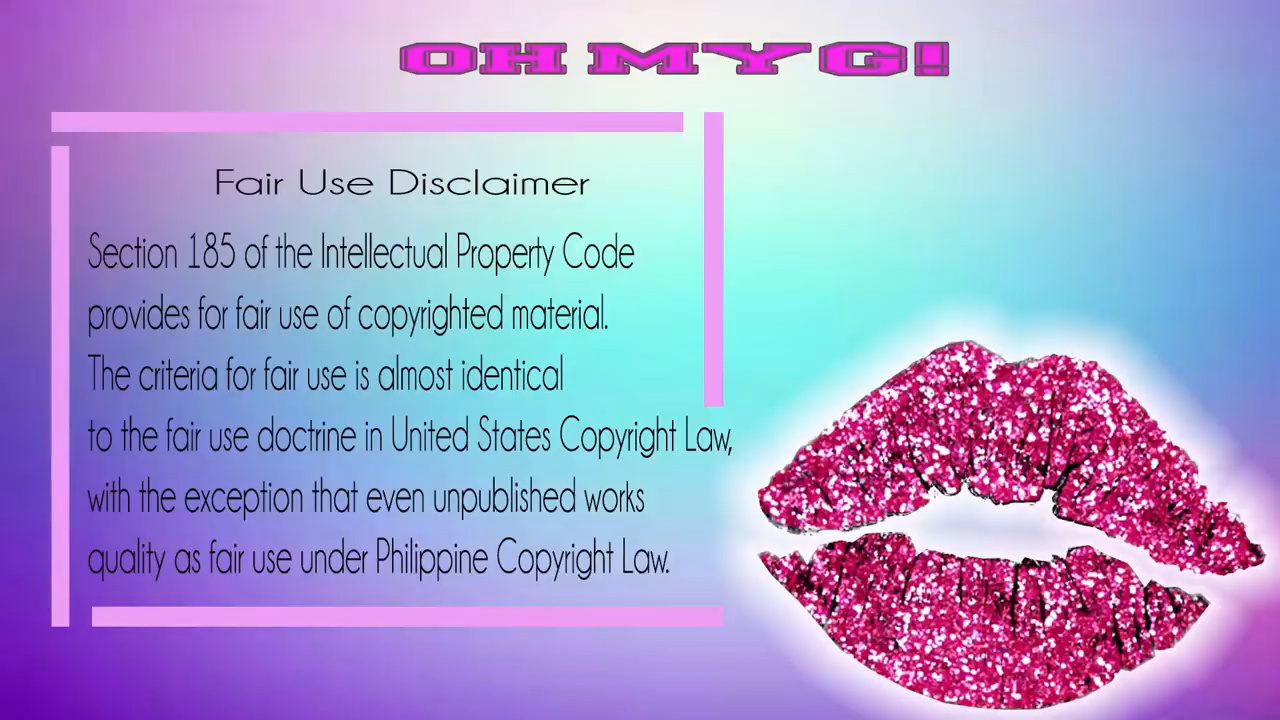 OH MYG!
Fair Use Disclaimer
Section 185 of the Intellectual Property Code
provides for fair use of copyrighted material.
The criteria for fair use is almost identical
to the fair use doctrine in United States Copyright Law,
with the exception that even unpublished works
quality as fair use under Philippine Copyright Law.